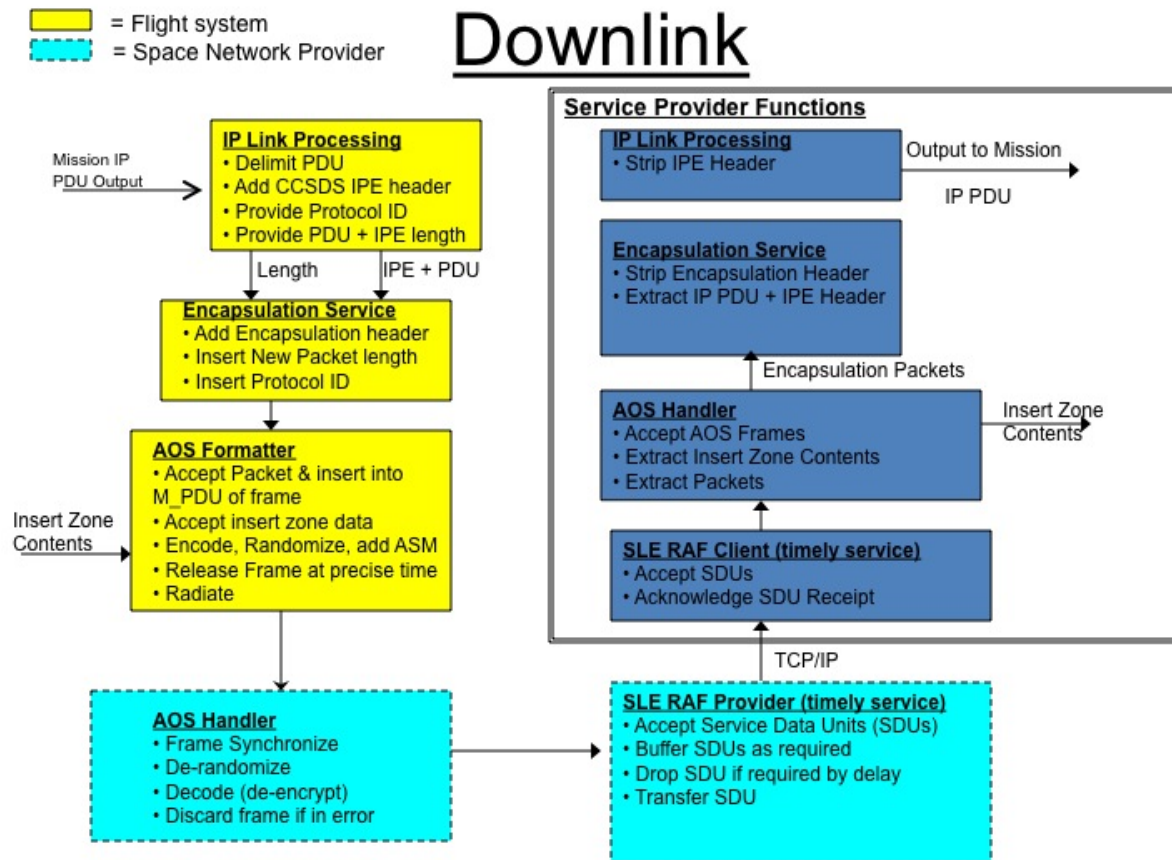 = Flight system
= Space Network Provider
Downlink
Mission IP
PDU Output
IP Link Processing
• Delimit PDU
• Add CCSDS IPE header
• Provide Protocol ID
• Provide PDU + IPE length
Length
IPE + PDU
Encapsulation Service
• Add Encapsulation header
• Insert New Packet length
• Insert Protocol ID
AOS Formatter
• Accept Packet & insert into
M_PDU of frame
• Accept insert zone data
• Encode, Randomize, add ASM
• Release Frame at precise time
• Radiate
Insert Zone
Contents
AOS Handler
• Frame Synchronize
• De-randomize
• Decode (de-encrypt)
• Discard frame if in error
Service Provider Functions
IP Link Processing
• Strip IPE Header
Output to Mission
IP PDU
Encapsulation Service
• Strip Encapsulation Header
• Extract IP PDU + IPE Header
Encapsulation Packets
AOS Handler
• Accept AOS Frames
• Extract Insert Zone Contents
• Extract Packets
Insert Zone
Contents
SLE RAF Client (timely service)
• Accept SDUs
• Acknowledge SDU Receipt
TCP/IP
SLE RAF Provider (timely service)
• Accept Service Data Units (SDUs)
• Buffer SDUs as required
• Drop SDU if required by delay
• Transfer SDU